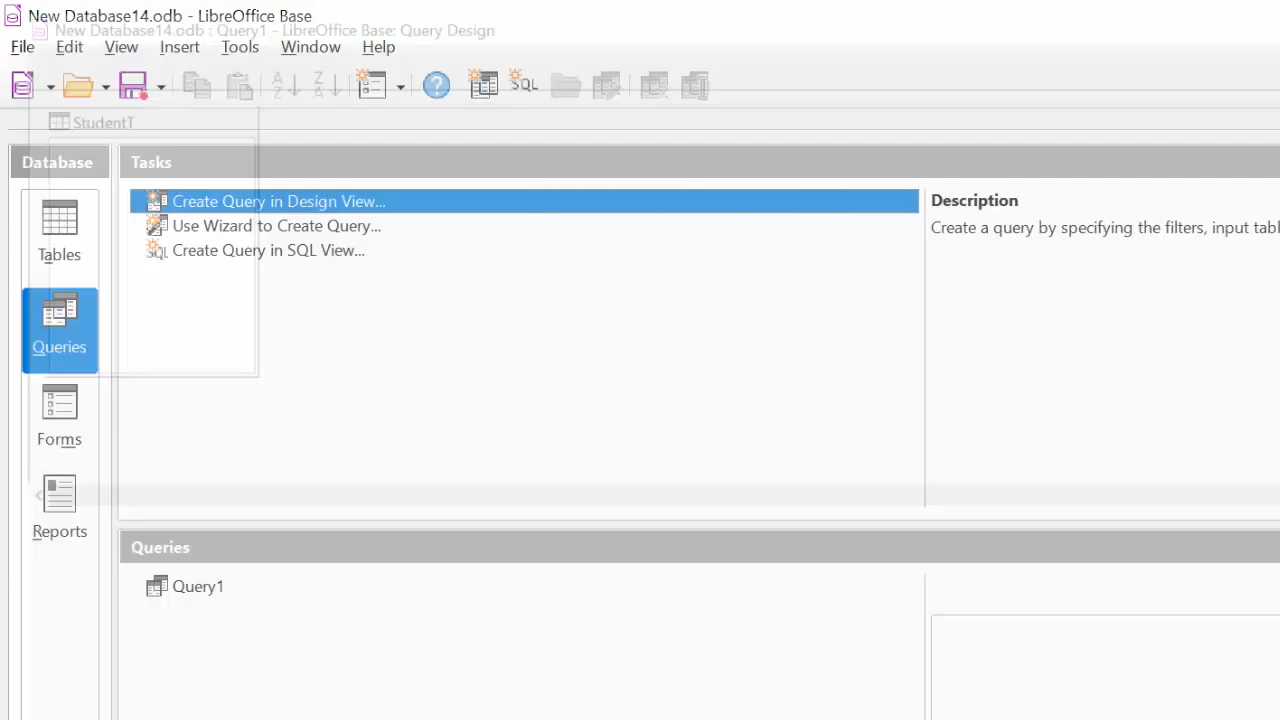 New Database14.odb - LibreOffice Base
New Database14.odb : Query1 - LibreOffice Base: Query Design
File Edit View Insert Tools Window Help
SQL
StudentT
Database
Tasks
Tables
Queries
Forms
Reports
Create Query in Design View...
Use Wizard to Create Query...
SQL Create Query in SQL View...
Description
Create a query by specifying the filters, input tabl
Queries
Query1